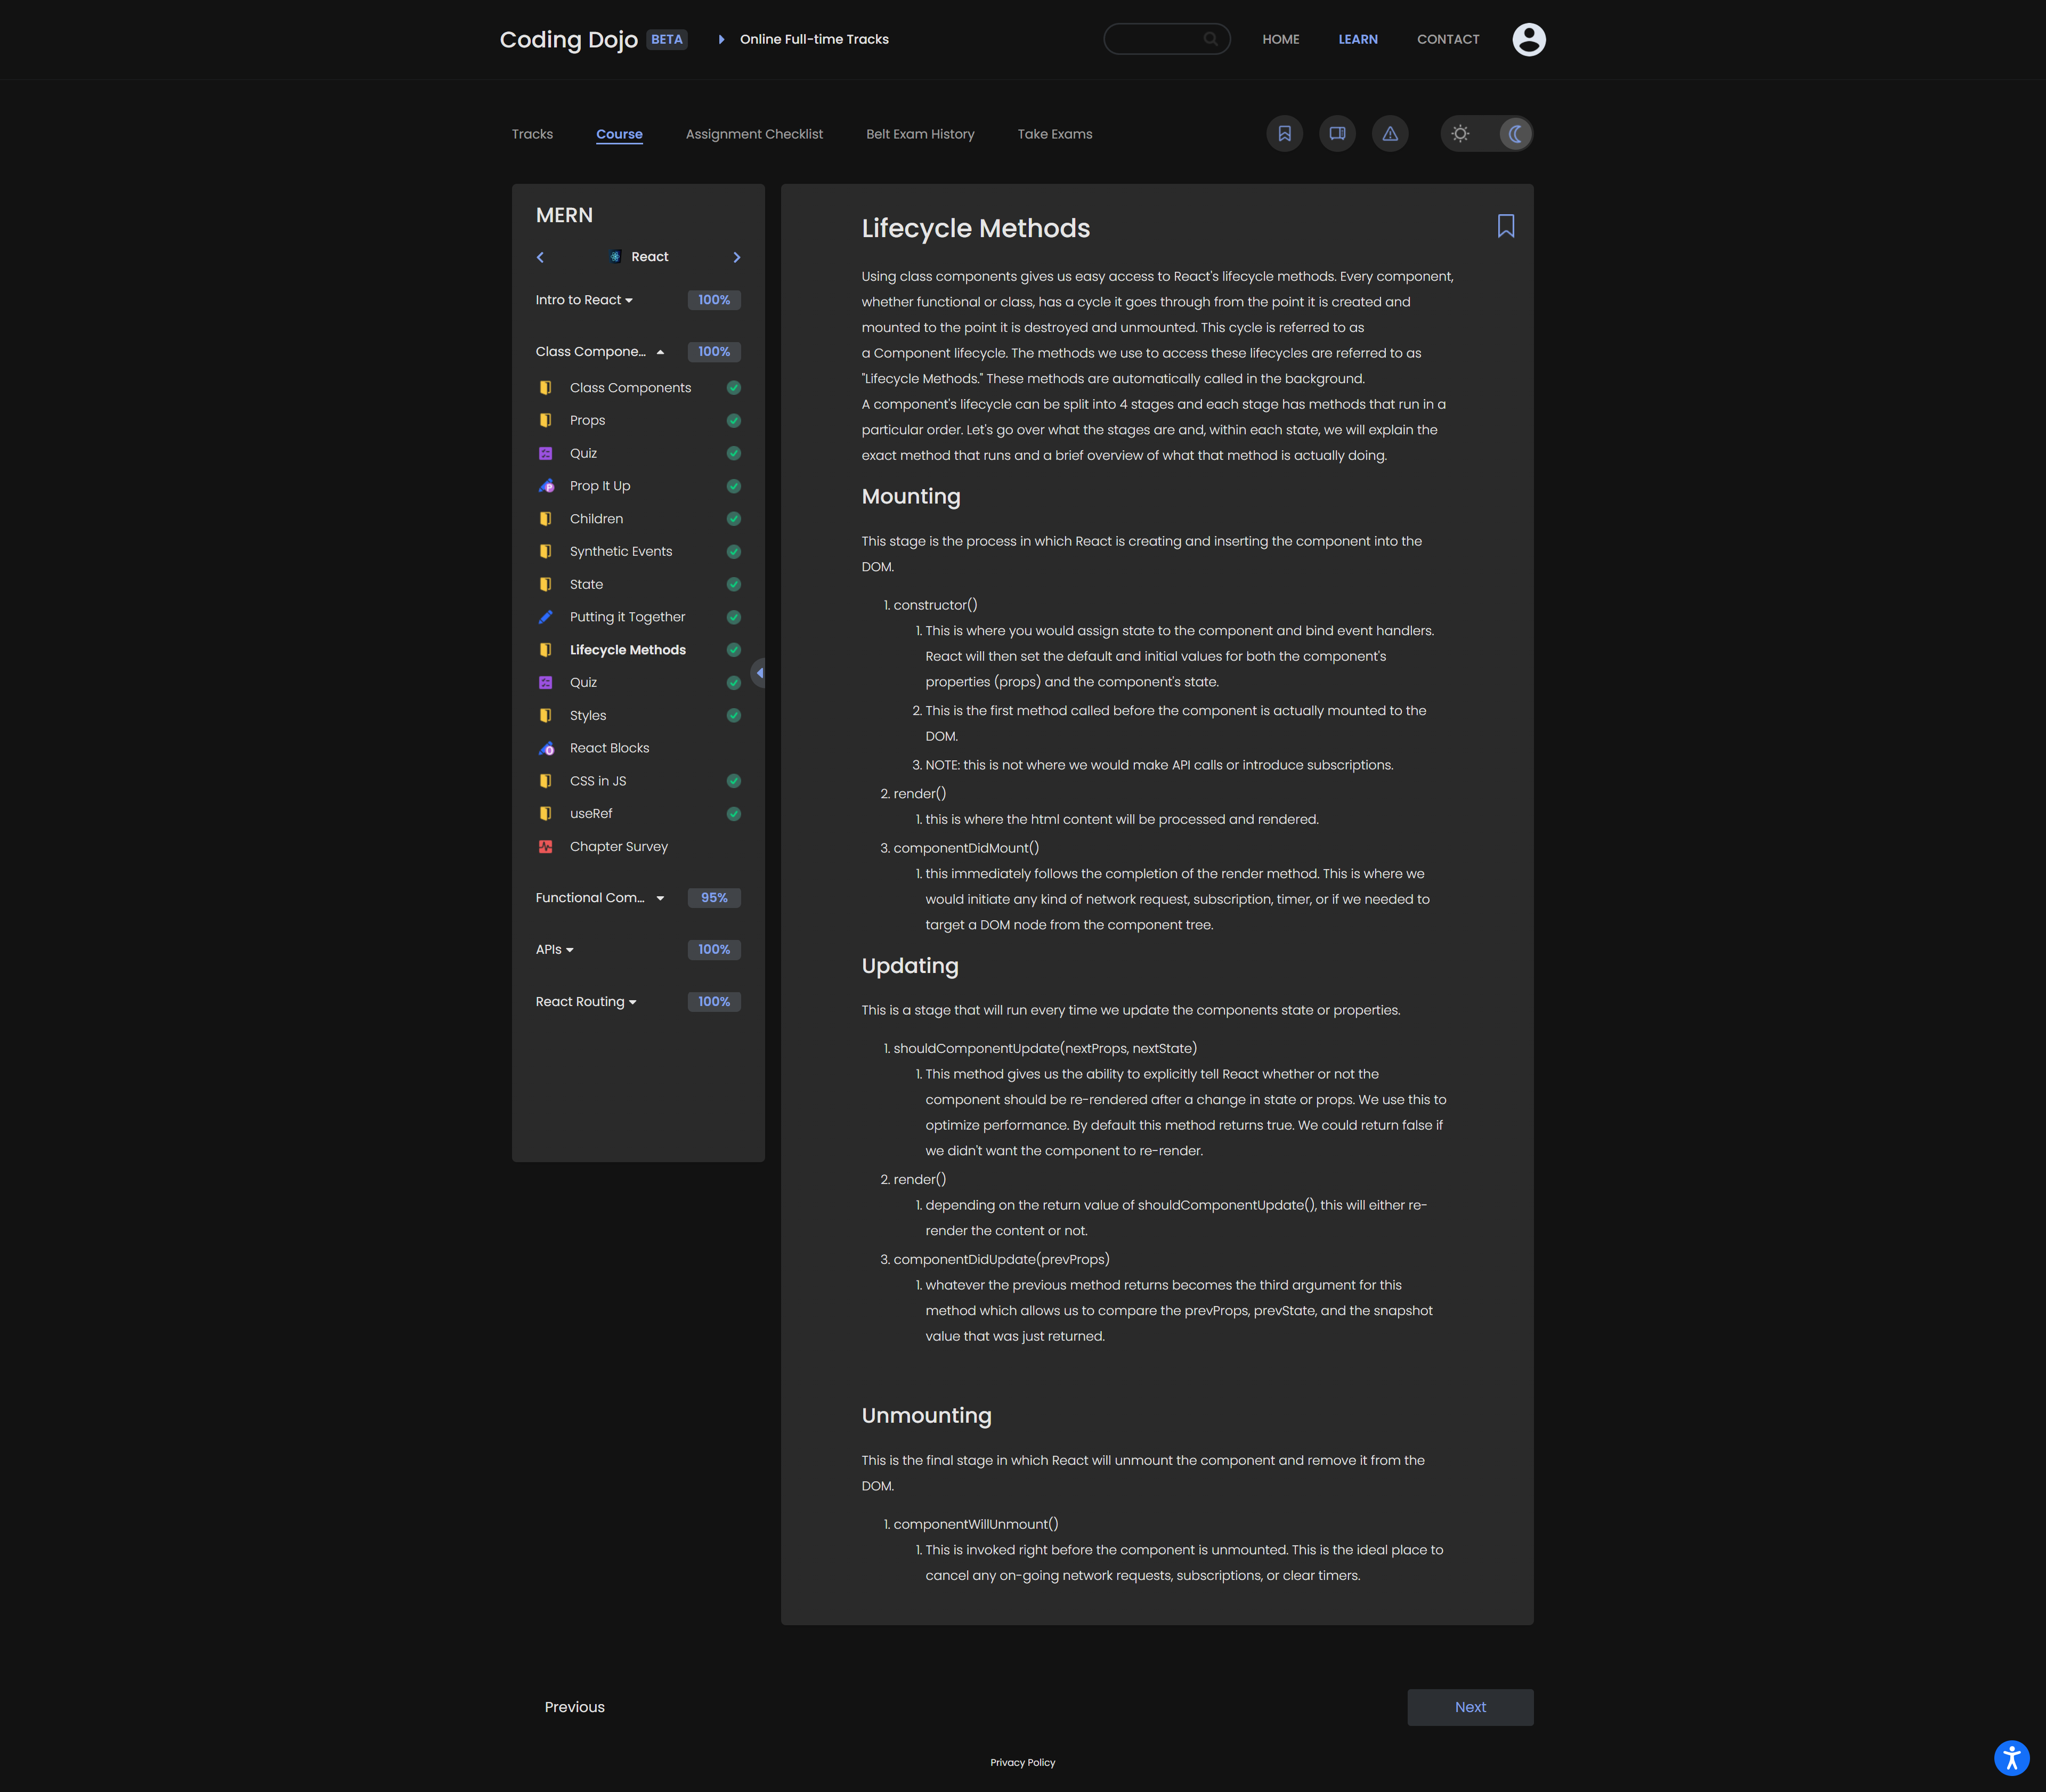 Coding Dojo BETA Online Full-time Tracks HOME LEARN CONTACT
Tracks Course Assignment Checklist Belt Exam History Take Exams
MERN
React
Intro to React 100%
Class Compone... 100%
Class Components
Props
Quiz
Prop It Up
Children
Synthetic Events
State
Putting it Together
Lifecycle Methods
Quiz
Styles
React Blocks
CSS in JS
useRef
Chapter Survey
Functional Com... 95%
APIs 100%
React Routing 100%
Lifecycle Methods
Using class components gives us easy access to React's lifecycle methods. Every component,
whether functional or class, has a cycle it goes through from the point it is created and
mounted to the point it is destroyed and unmounted. This cycle is referred to as
a Component lifecycle. The methods we use to access these lifecycles are referred to as
"Lifecycle Methods." These methods are automatically called in the background.
A component's lifecycle can be split into 4 stages and each stage has methods that run in a
particular order. Let's go over what the stages are and, within each state, we will explain the
exact method that runs and a brief overview of what that method is actually doing.
Mounting
This stage is the process in which React is creating and inserting the component into the
DOM.
1. constructor()
1. This is where you would assign state to the component and bind event handlers.
React will then set the default and initial values for both the component's
properties (props) and the component's state.
2. This is the first method called before the component is actually mounted to the
DOM.
3. NOTE: this is not where we would make API calls or introduce subscriptions.
2. render()
1. this is where the html content will be processed and rendered.
3. componentDidMount()
1. this immediately follows the completion of the render method. This is where we
would initiate any kind of network request, subscription, timer, or if we needed to
target a DOM node from the component tree.
Updating
This is a stage that will run every time we update the components state or properties.
1. shouldComponentUpdate(nextProps, nextState)
1. This method gives us the ability to explicitly tell React whether or not the
component should be re-rendered after a change in state or props. We use this to
optimize performance. By default this method returns true. We could return false if
we didn't want the component to re-render.
2. render()
1. depending on the return value of shouldComponentUpdate(), this will either re-
render the content or not.
3. componentDidUpdate(prevProps)
1. whatever the previous method returns becomes the third argument for this
method which allows us to compare the prevProps, prevState, and the snapshot
value that was just returned.
Unmounting
This is the final stage in which React will unmount the component and remove it from the
DOM.
1. componentWillUnmount()
1. This is invoked right before the component is unmounted. This is the ideal place to
cancel any on-going network requests, subscriptions, or clear timers.
Previous Next
Privacy Policy